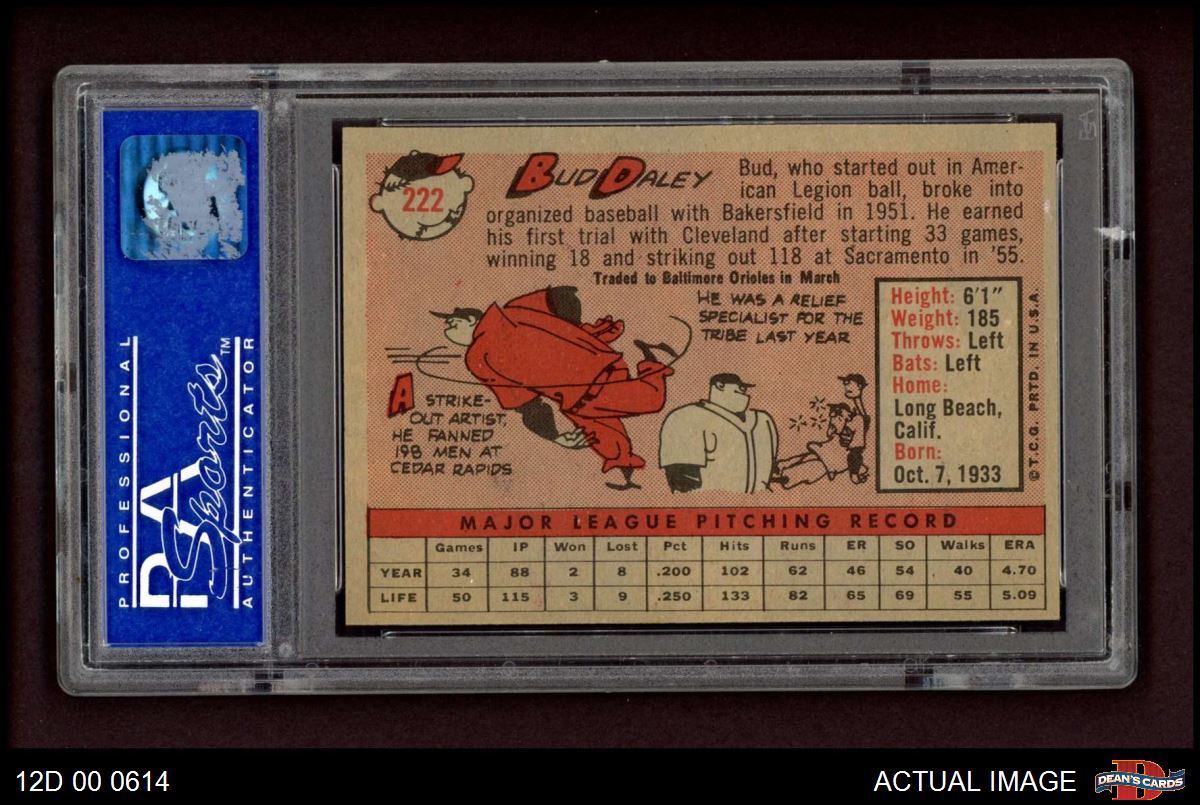 PROFESSIONAL
PSA
Sports™
AUTHENTICATOR
222
BUD DALEY
Bud, who started out in Amer-
ican Legion ball, broke into
organized baseball with Bakersfield in 1951. He earned
his first trial with Cleveland after starting 33 games,
winning 18 and striking out 118 at Sacramento in '55.
Traded to Baltimore Orioles in March
HE WAS A RELIEF
SPECIALIST FOR THE
TRIBE LAST YEAR
A STRIKE-
OUT ARTIST,
HE FANNED
198 MEN AT
CEDAR RAPIDS
Height: 6'1"
Weight: 185
Throws: Left
Bats: Left
Home:
Long Beach,
Calif.
Born:
Oct. 7, 1933
©T.C.G. PRTD. IN U.S.A.
MAJOR LEAGUE PITCHING RECORD
Games IP Won Lost Pct Hits Runs ER SO Walks ERA
YEAR 34 88 2 8 .200 102 62 46 54 40 4.70
LIFE 50 115 3 9 .250 133 82 65 69 55 5.09
12D 00 0614
ACTUAL IMAGE
DEAN'S CARDS